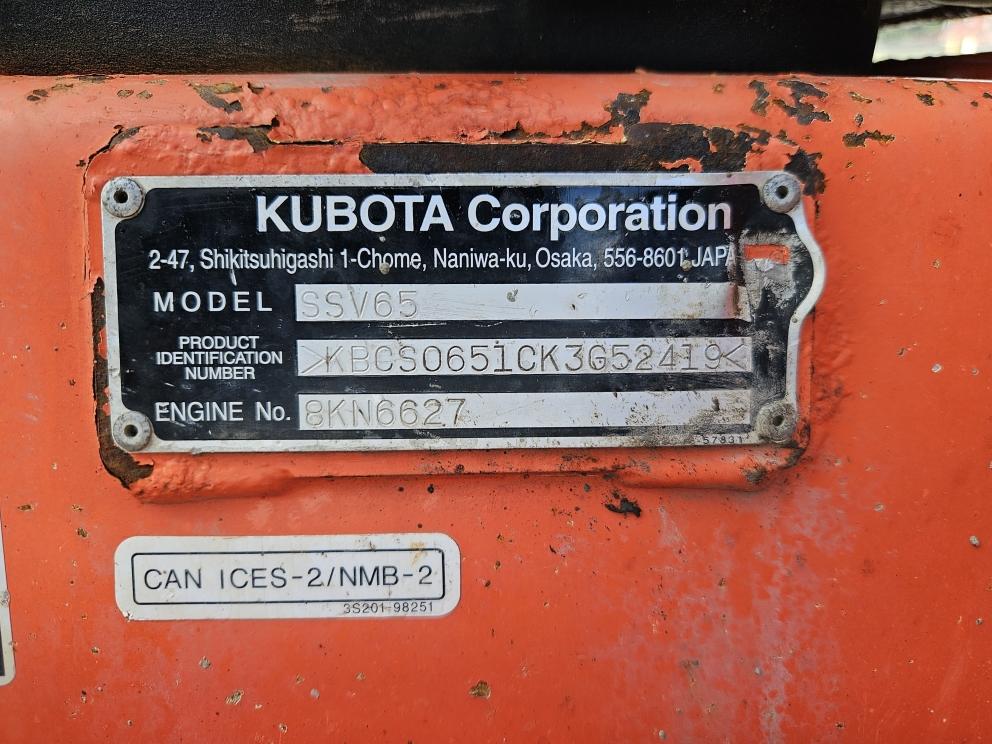 KUBOTA Corporation
2-47, Shikitsuhigashi 1-Chome, Naniwa-ku, Osaka, 556-8601 JAPA
MODEL SSV65
PRODUCT
IDENTIFICATION
NUMBER
>KBCS0651CK3G52419<
ENGINE No. 8KN6627
57831
CAN ICES-2/NMB-2
3S201-98251